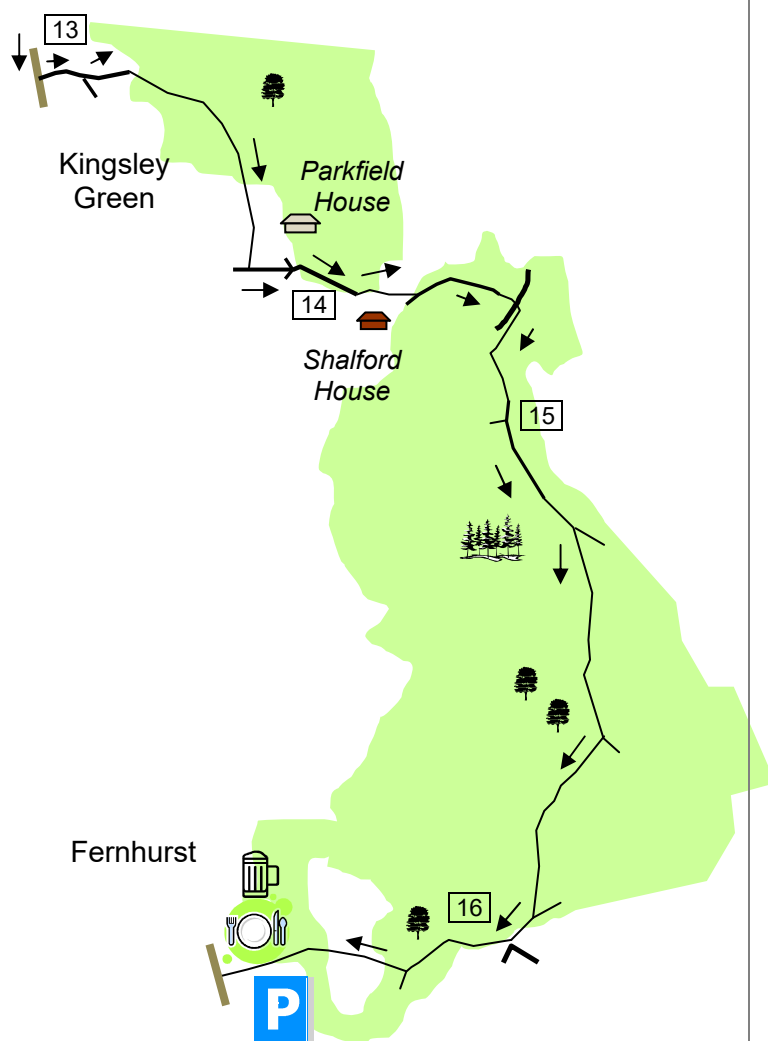 13
Kingsley
Green
Parkfield
House
14
Shalford
House
15
Fernhurst
16
P